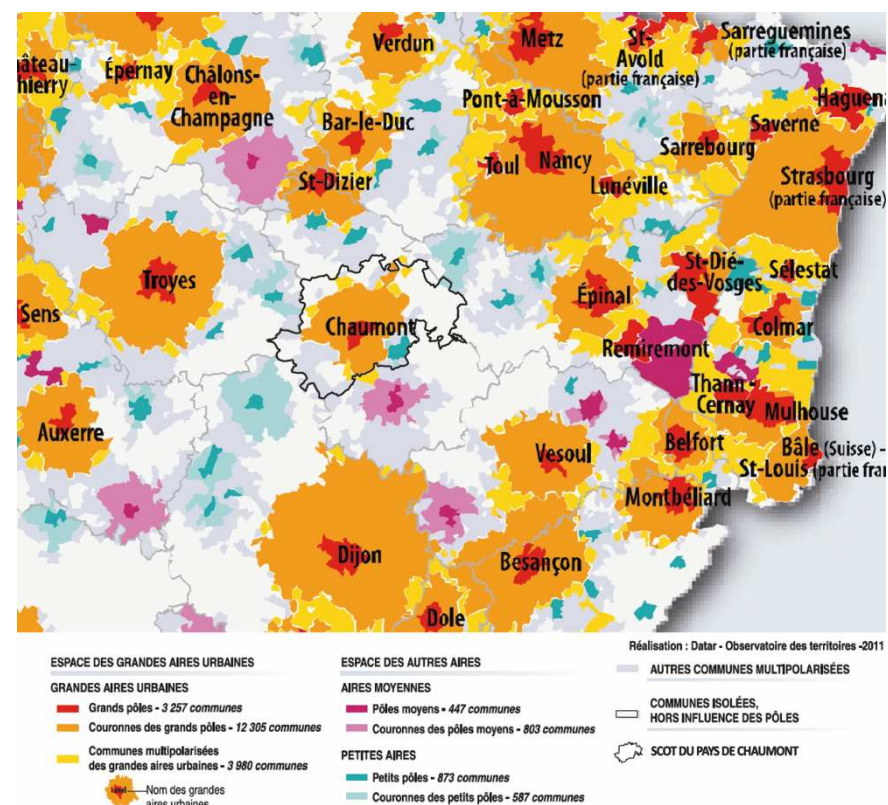 Verdun
Metz
St-
Avold
(partie française)
Sarreguemines
(partie française)
âteau-
hierry
Épernay
Châlons-
en-
Champagne
Pont-à-Mousson
Haguena
Bar-le-Duc
Saverne
Sarrebourg
St-Dizier
Toul
Nancy
Lunéville
Strasbourg
(partie française)
Troyes
St-Dié-
des-Vosges
Sélestat
Sens
Épinal
Chaumont
Colmar
Remiremont
Thann-
Cernay
Mulhouse
Auxerre
Vesoul
Belfort
Bâle (Suisse) -
St-Louis (partie fran
Montbéliard
Dijon
Besançon
Dole
Réalisation : Datar - Observatoire des territoires -2011
ESPACE DES GRANDES AIRES URBAINES
GRANDES AIRES URBAINES
Grands pôles - 3 257 communes
Couronnes des grands pôles - 12 305 communes
Communes multipolarisées
des grandes aires urbaines - 3 980 communes
Nom des grandes
aires urbaines
ESPACE DES AUTRES AIRES
AIRES MOYENNES
Pôles moyens - 447 communes
Couronnes des pôles moyens - 803 communes
PETITES AIRES
Petits pôles - 873 communes
Couronnes des petits pôles - 587 communes
AUTRES COMMUNES MULTIPOLARISÉES
COMMUNES ISOLÉES,
HORS INFLUENCE DES PÔLES
SCOT DU PAYS DE CHAUMONT